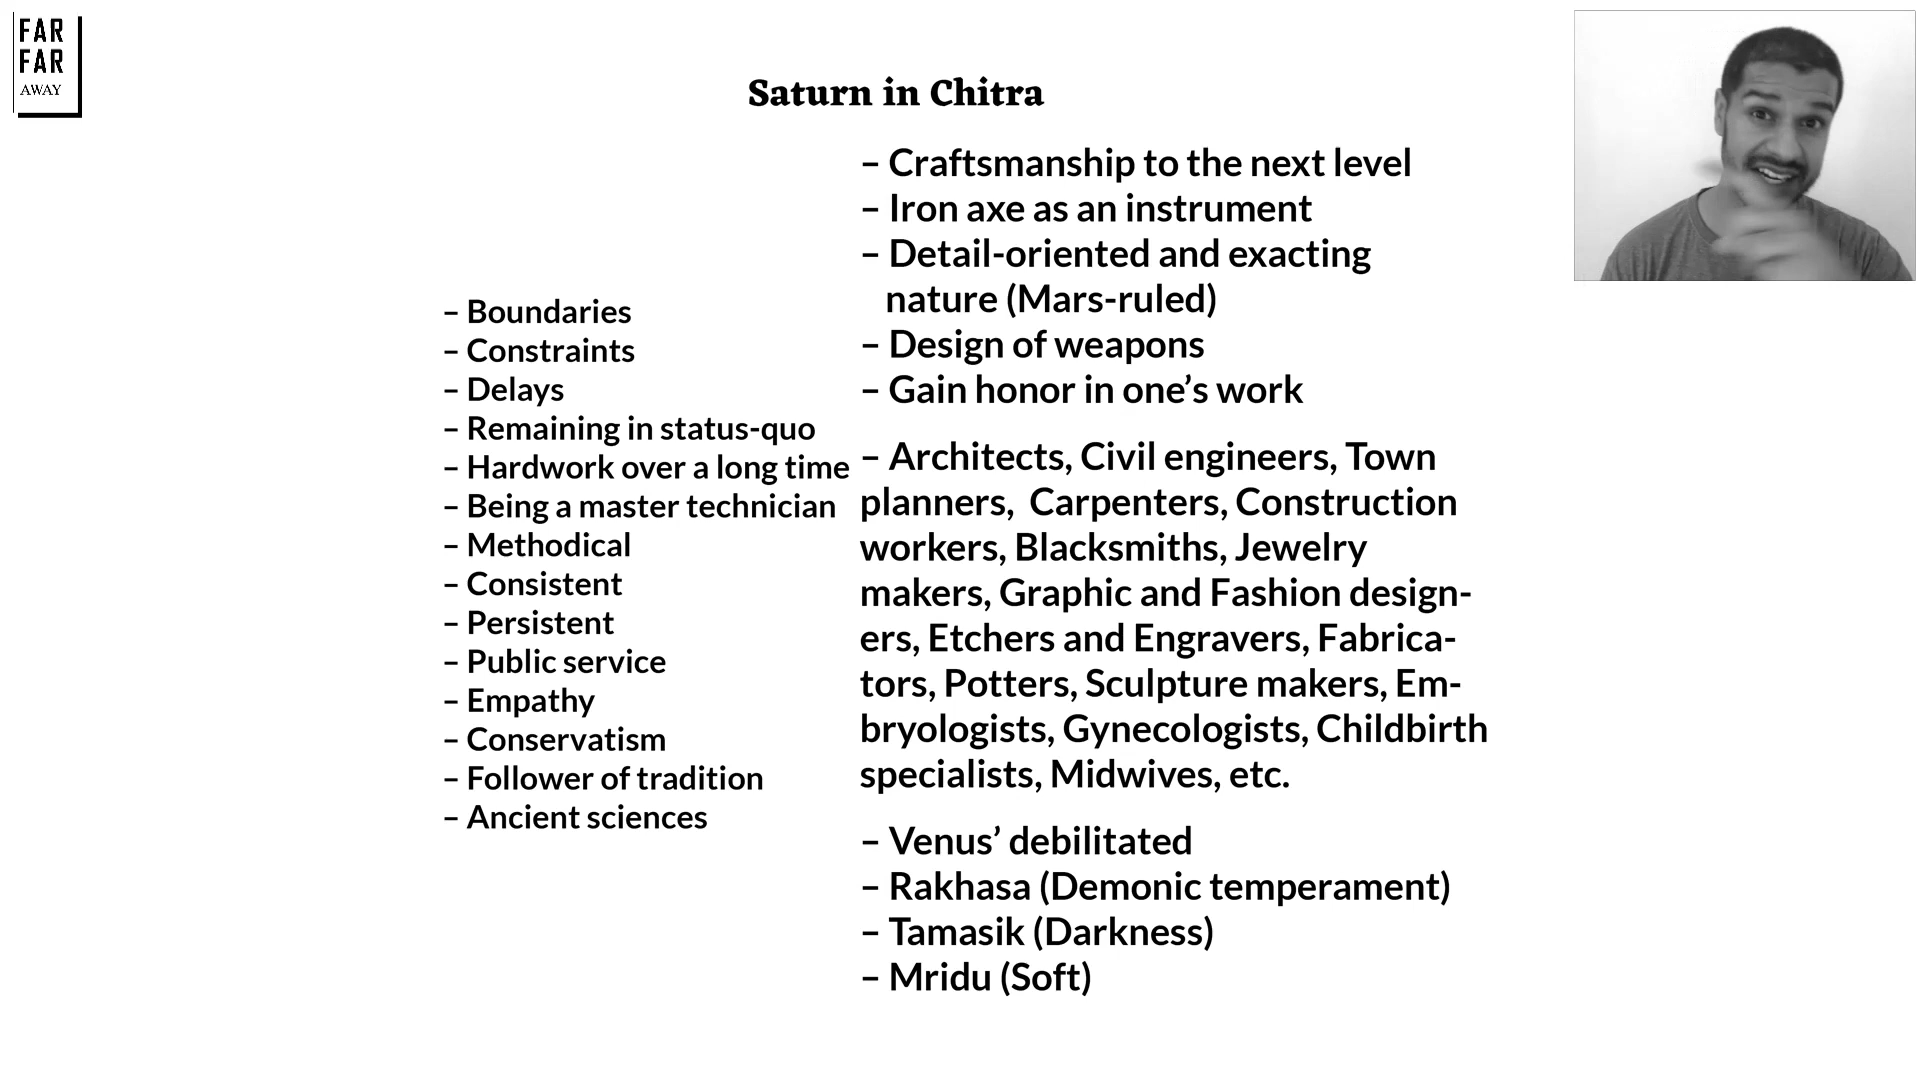 FAR
FAR
AWAY
Saturn in Chitra
– Boundaries
– Constraints
– Delays
– Remaining in status-quo
– Hardwork over a long time
– Being a master technician
– Methodical
– Consistent
– Persistent
– Public service
– Empathy
– Conservatism
– Follower of tradition
– Ancient sciences
– Craftsmanship to the next level
– Iron axe as an instrument
– Detail-oriented and exacting
nature (Mars-ruled)
– Design of weapons
– Gain honor in one’s work
– Architects, Civil engineers, Town
planners, Carpenters, Construction
workers, Blacksmiths, Jewelry
makers, Graphic and Fashion design-
ers, Etchers and Engravers, Fabrica-
tors, Potters, Sculpture makers, Em-
bryologists, Gynecologists, Childbirth
specialists, Midwives, etc.
– Venus’ debilitated
– Rakhasa (Demonic temperament)
– Tamasik (Darkness)
– Mridu (Soft)